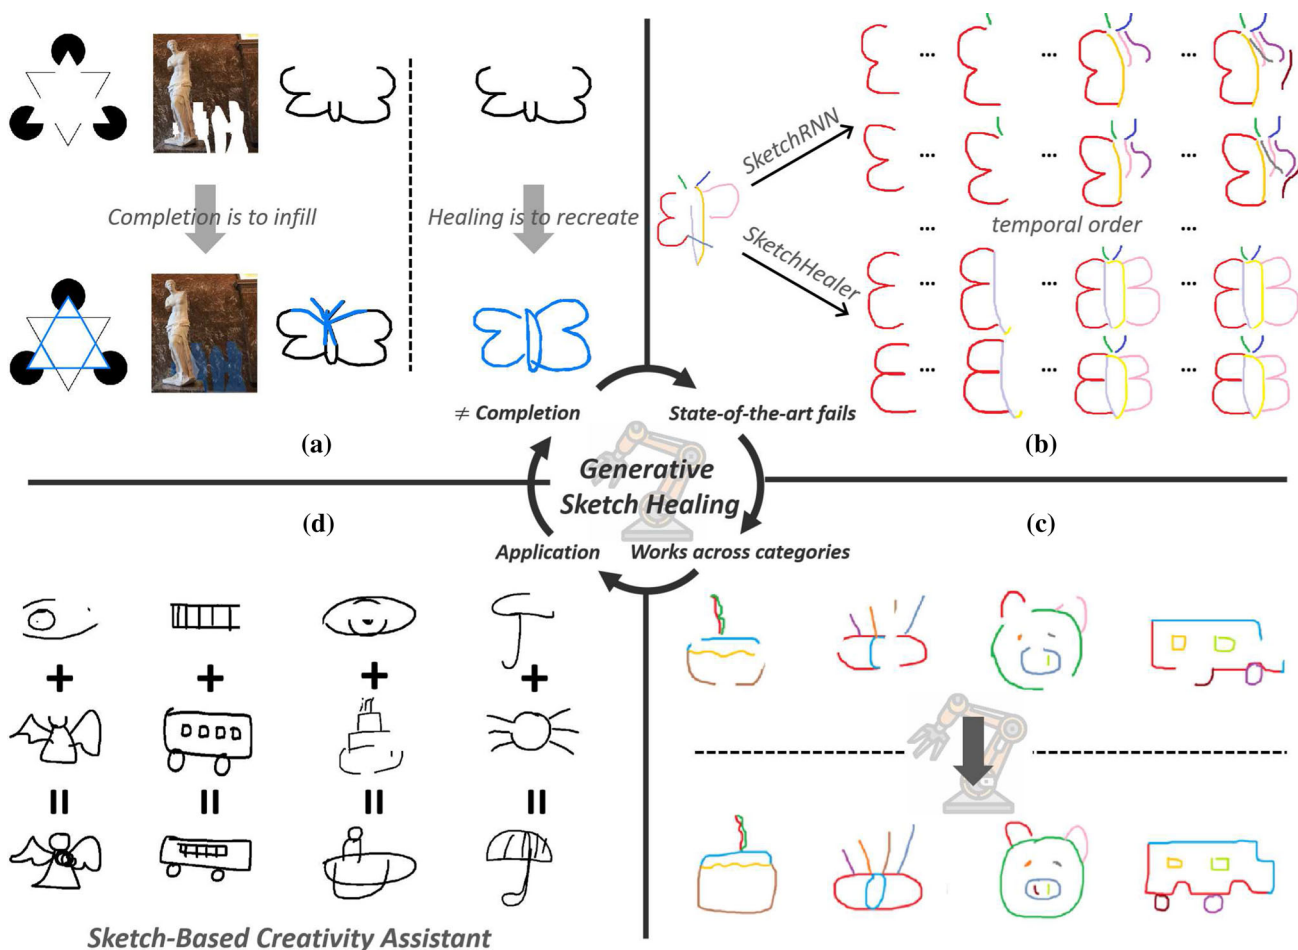 Completion is to infill
Healing is to recreate
≠ Completion
(a)
SketchRNN
SketchHealer
temporal order
State-of-the-art fails
(b)
Generative
Sketch Healing
(d)
Application
Sketch-Based Creativity Assistant
(c)
Works across categories